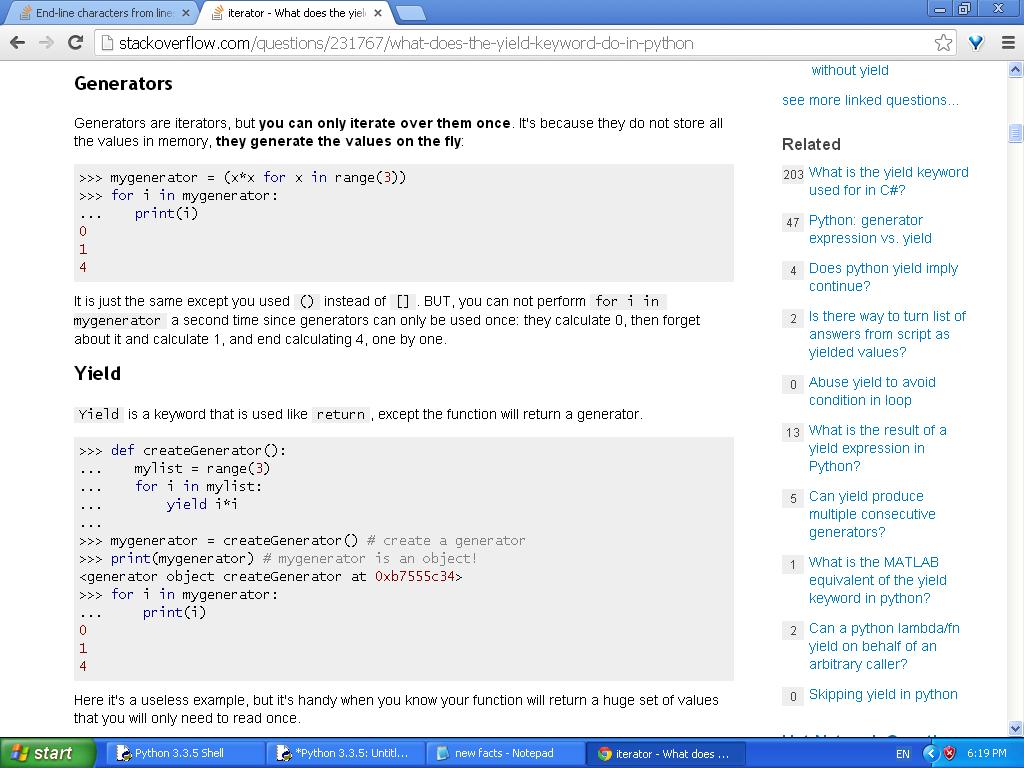 End-line characters from line
iterator - What does the yiel
stackoverflow.com/questions/231767/what-does-the-yield-keyword-do-in-python
Generators
Generators are iterators, but you can only iterate over them once. It's because they do not store all
the values in memory, they generate the values on the fly:
>>> mygenerator = (x*x for x in range(3))
>>> for i in mygenerator:
...    print(i)
0
1
4
It is just the same except you used () instead of []. BUT, you can not perform for i in
mygenerator a second time since generators can only be used once: they calculate 0, then forget
about it and calculate 1, and end calculating 4, one by one.
Yield
Yield is a keyword that is used like return, except the function will return a generator.
>>> def createGenerator():
...    mylist = range(3)
...    for i in mylist:
...        yield i*i
...
>>> mygenerator = createGenerator() # create a generator
>>> print(mygenerator) # mygenerator is an object!
<generator object createGenerator at 0xb7555c34>
>>> for i in mygenerator:
...     print(i)
0
1
4
Here it's a useless example, but it's handy when you know your function will return a huge set of values
that you will only need to read once.
without yield
see more linked questions...
Related
203 What is the yield keyword
used for in C#?
47 Python: generator
expression vs. yield
4 Does python yield imply
continue?
2 Is there way to turn list of
answers from script as
yielded values?
0 Abuse yield to avoid
condition in loop
13 What is the result of a
yield expression in
Python?
5 Can yield produce
multiple consecutive
generators?
1 What is the MATLAB
equivalent of the yield
keyword in python?
2 Can a python lambda/fn
yield on behalf of an
arbitrary caller?
0 Skipping yield in python
start
Python 3.3.5 Shell
*Python 3.3.5: Untitl...
new facts - Notepad
iterator - What does ...
EN
6:19 PM